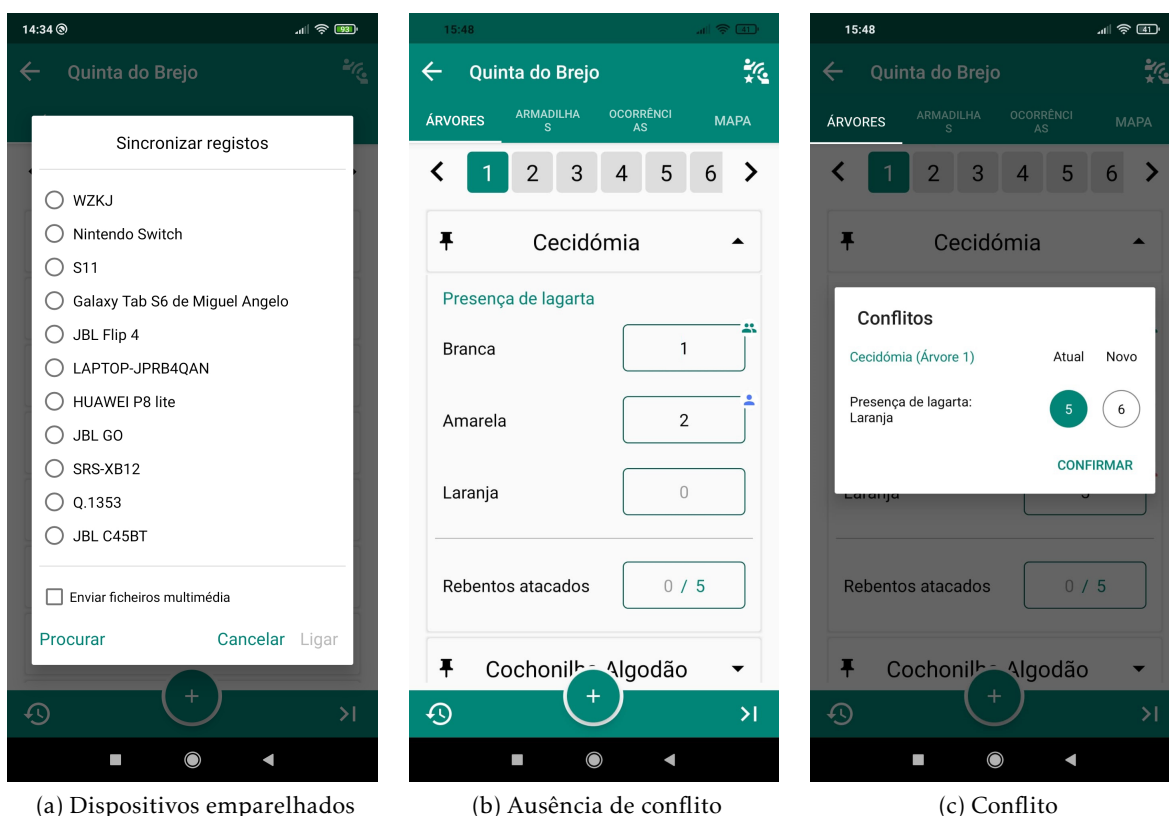 14:34
93
Quinta do Brejo
Sincronizar registos
WZKJ
Nintendo Switch
S11
Galaxy Tab S6 de Miguel Angelo
JBL Flip 4
LAPTOP-JPRB4QAN
HUAWEI P8 lite
JBL GO
SRS-XB12
Q.1353
JBL C45BT
Enviar ficheiros multimédia
Procurar Cancelar Ligar
+
(a) Dispositivos emparelhados
15:48
41
Quinta do Brejo
ÁRVORES ARMADILHA OCORRÊNCI MAPA
S AS
1 2 3 4 5 6
Cecidómia
Presença de lagarta
Branca 1
Amarela 2
Laranja 0
Rebentos atacados 0 / 5
Cochonilha Algodão
+
(b) Ausência de conflito
15:48
41
Quinta do Brejo
ÁRVORES ARMADILHA OCORRÊNCI MAPA
S AS
1 2 3 4 5 6
Cecidómia
Conflitos
Cecidómia (Árvore 1) Atual Novo
Presença de lagarta:
Laranja 5 6
CONFIRMAR
Laranja 5
Rebentos atacados 0 / 5
Cochonilha Algodão
+
(c) Conflito